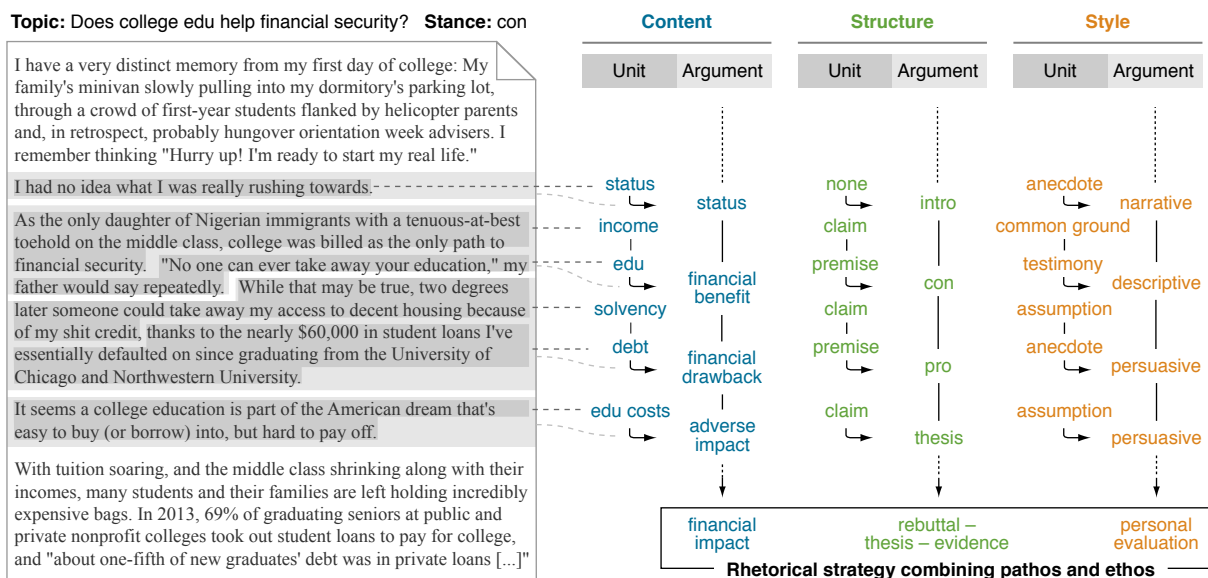 Topic: Does college edu help financial security? Stance: con
I have a very distinct memory from my first day of college: My
family's minivan slowly pulling into my dormitory's parking lot,
through a crowd of first-year students flanked by helicopter parents
and, in retrospect, probably hungover orientation week advisers. I
remember thinking "Hurry up! I'm ready to start my real life."
I had no idea what I was really rushing towards.
As the only daughter of Nigerian immigrants with a tenuous-at-best
toehold on the middle class, college was billed as the only path to
financial security. "No one can ever take away your education," my
father would say repeatedly. While that may be true, two degrees
later someone could take away my access to decent housing because
of my shit credit, thanks to the nearly $60,000 in student loans I've
essentially defaulted on since graduating from the University of
Chicago and Northwestern University.
It seems a college education is part of the American dream that's
easy to buy (or borrow) into, but hard to pay off.
With tuition soaring, and the middle class shrinking along with their
incomes, many students and their families are left holding incredibly
expensive bags. In 2013, 69% of graduating seniors at public and
private nonprofit colleges took out student loans to pay for college,
and "about one-fifth of new graduates' debt was in private loans [...]"
Content
Unit Argument
status
status
income
edu
financial
benefit
solvency
debt
financial
drawback
edu costs
adverse
impact
financial
impact
Structure
Unit Argument
none
intro
claim
premise
con
claim
premise
pro
claim
thesis
rebuttal –
thesis – evidence
Style
Unit Argument
anecdote
narrative
common ground
testimony
descriptive
assumption
anecdote
persuasive
assumption
persuasive
personal
evaluation
Rhetorical strategy combining pathos and ethos